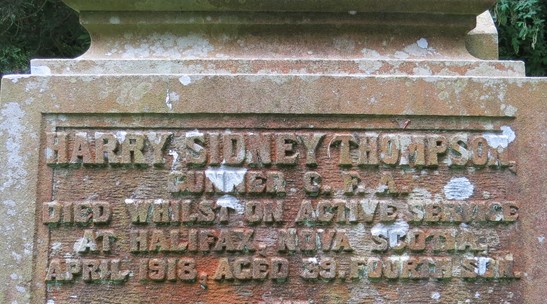 HARRY SIDNEY THOMPSON.
GUNNER C. F. A.
DIED WHILST ON ACTIVE SERVICE
AT HALIFAX, NOVA SCOTIA.
APRIL 1918. AGED 39. FOURTH SON.